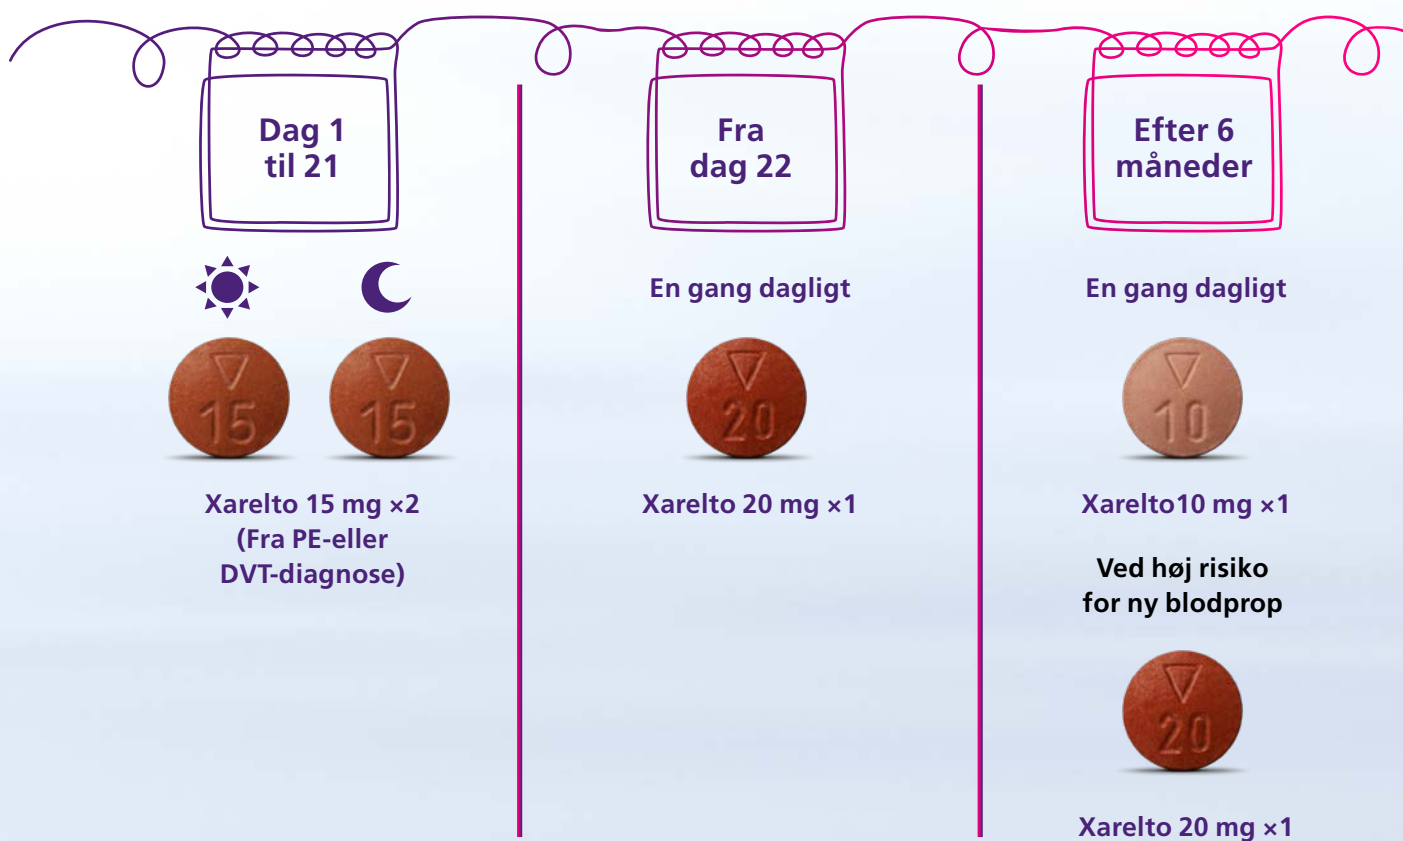 Dag 1
til 21
15
15
Xarelto 15 mg ×2
(Fra PE-eller
DVT-diagnose)
Fra
dag 22
En gang dagligt
20
Xarelto 20 mg ×1
Efter 6
måneder
En gang dagligt
10
Xarelto10 mg ×1
Ved høj risiko
for ny blodprop
20
Xarelto 20 mg ×1